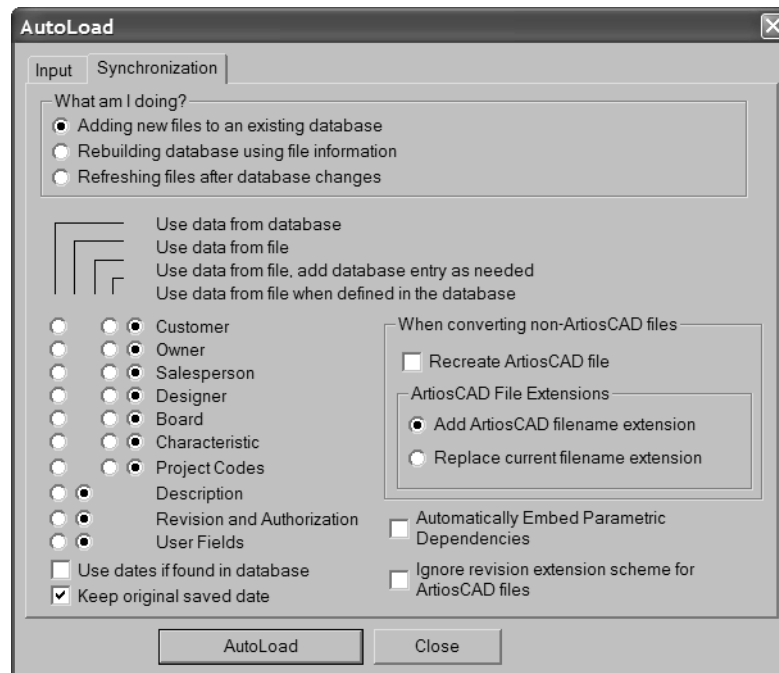 AutoLoad
Input
Synchronization
What am I doing?
Adding new files to an existing database
Rebuilding database using file information
Refreshing files after database changes
Use data from database
Use data from file
Use data from file, add database entry as needed
Use data from file when defined in the database
Customer
Owner
Salesperson
Designer
Board
Characteristic
Project Codes
Description
Revision and Authorization
User Fields
Use dates if found in database
Keep original saved date
When converting non-ArtiosCAD files
Recreate ArtiosCAD file
ArtiosCAD File Extensions
Add ArtiosCAD filename extension
Replace current filename extension
Automatically Embed Parametric
Dependencies
Ignore revision extension scheme for
ArtiosCAD files
AutoLoad
Close